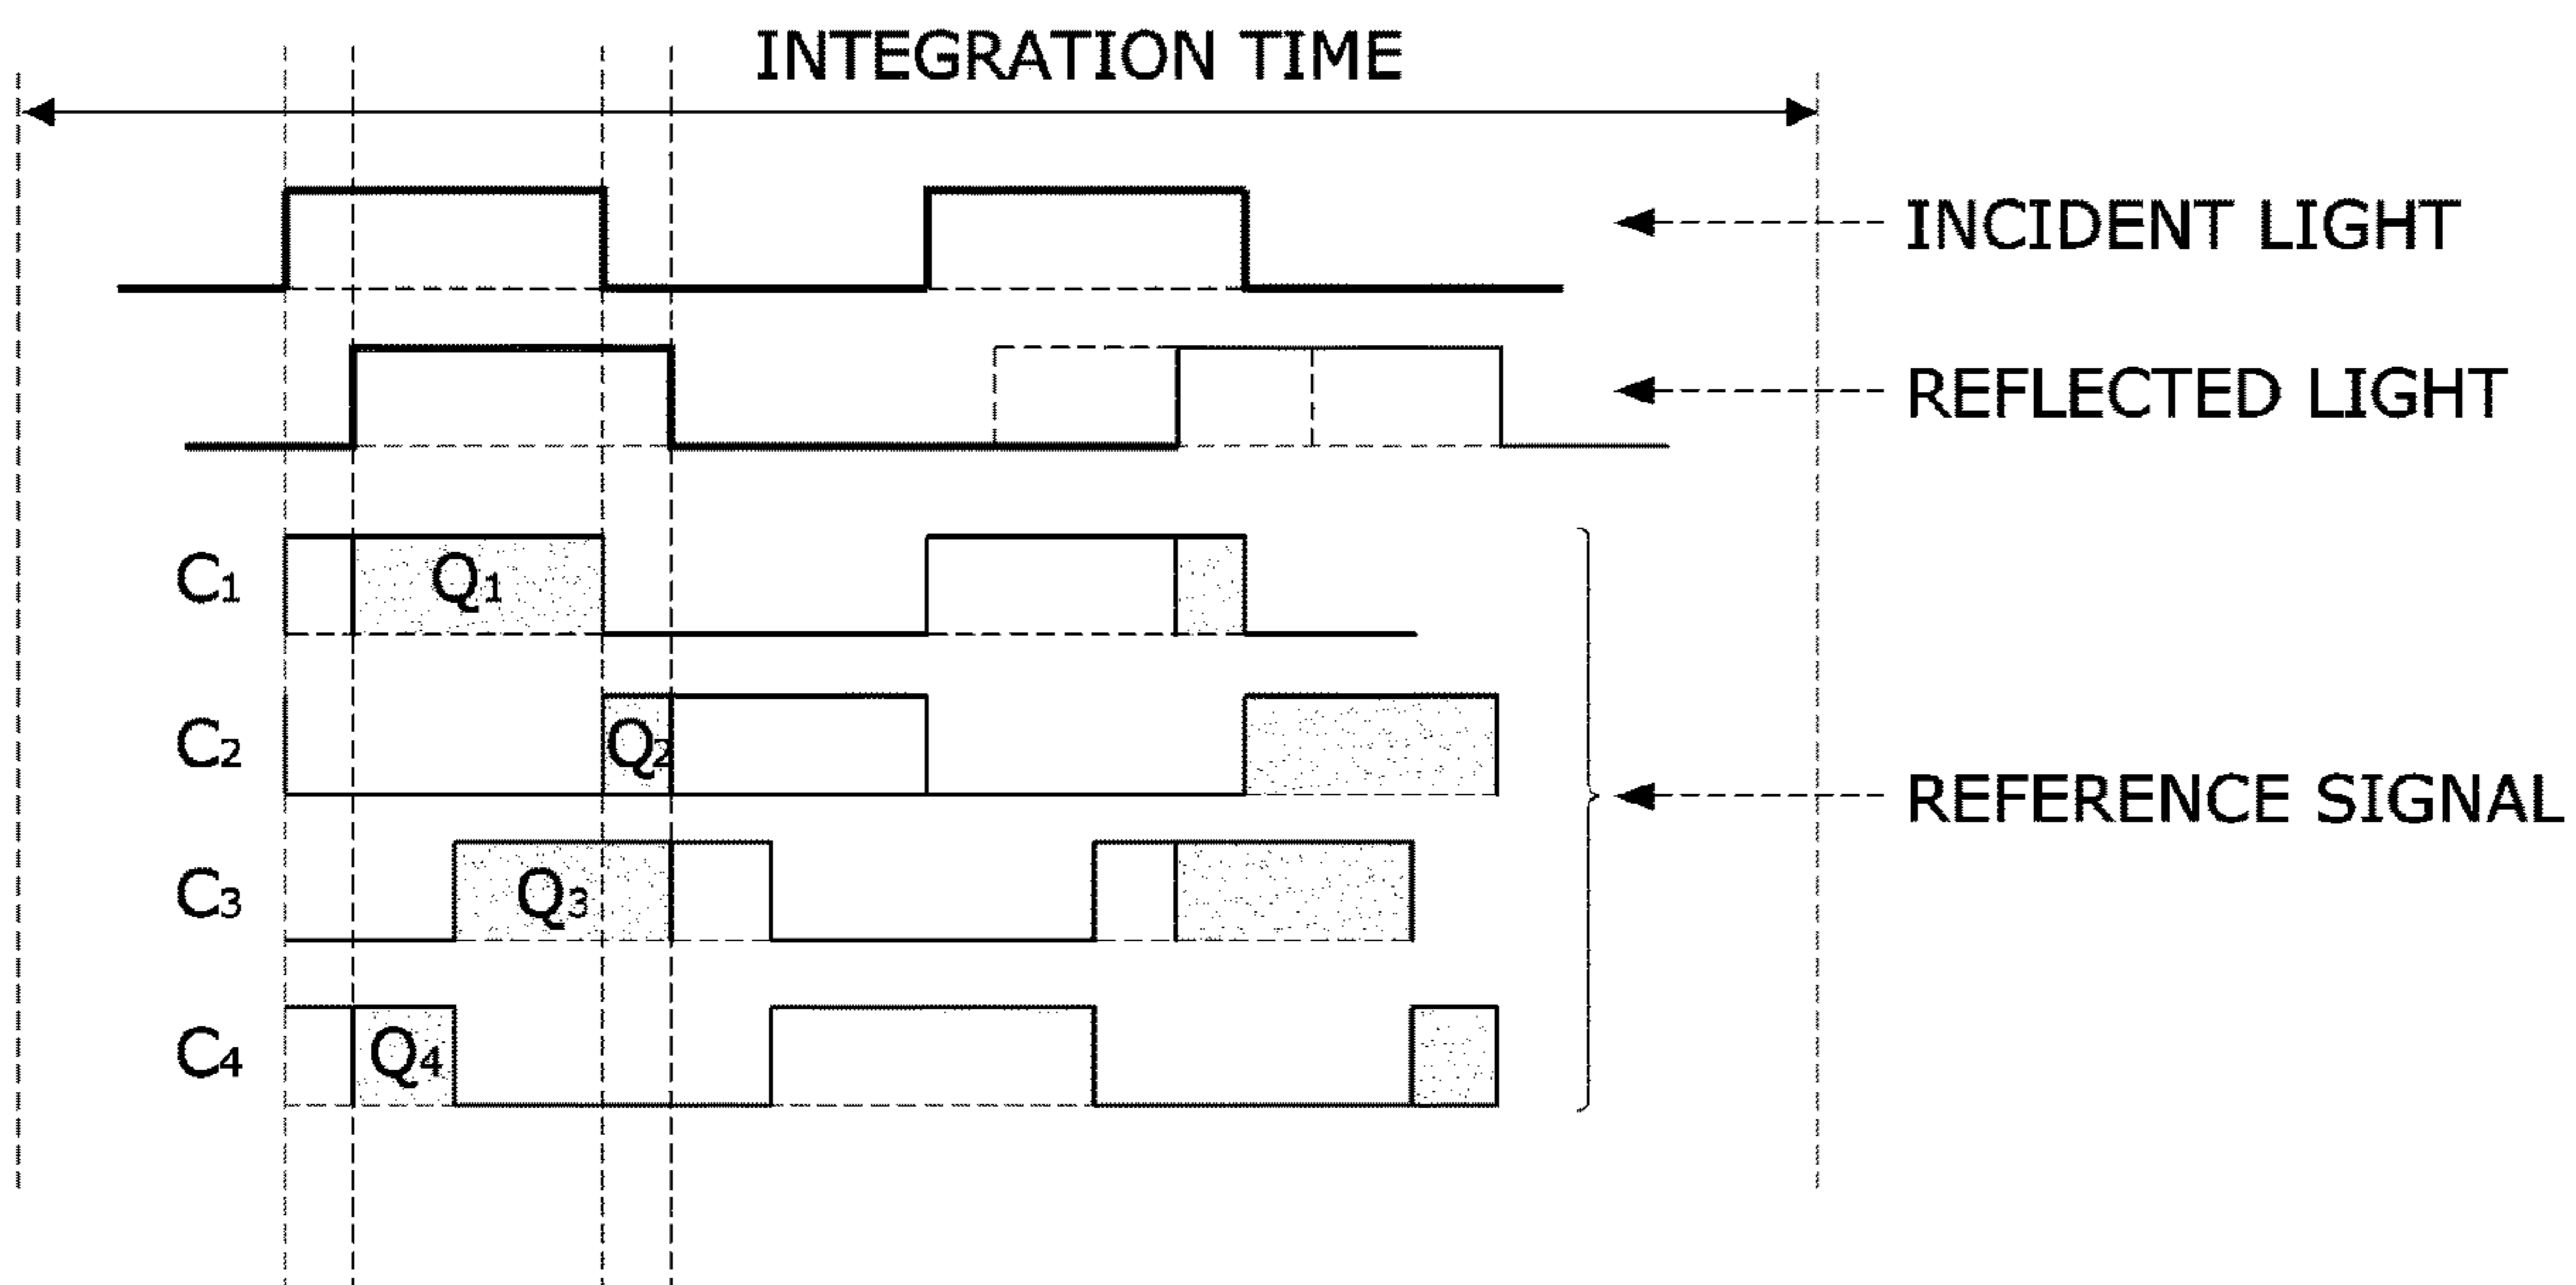 INTEGRATION TIME
INCIDENT LIGHT
REFLECTED LIGHT
C1 Q1
C2 Q2
REFERENCE SIGNAL
C3 Q3
C4 Q4